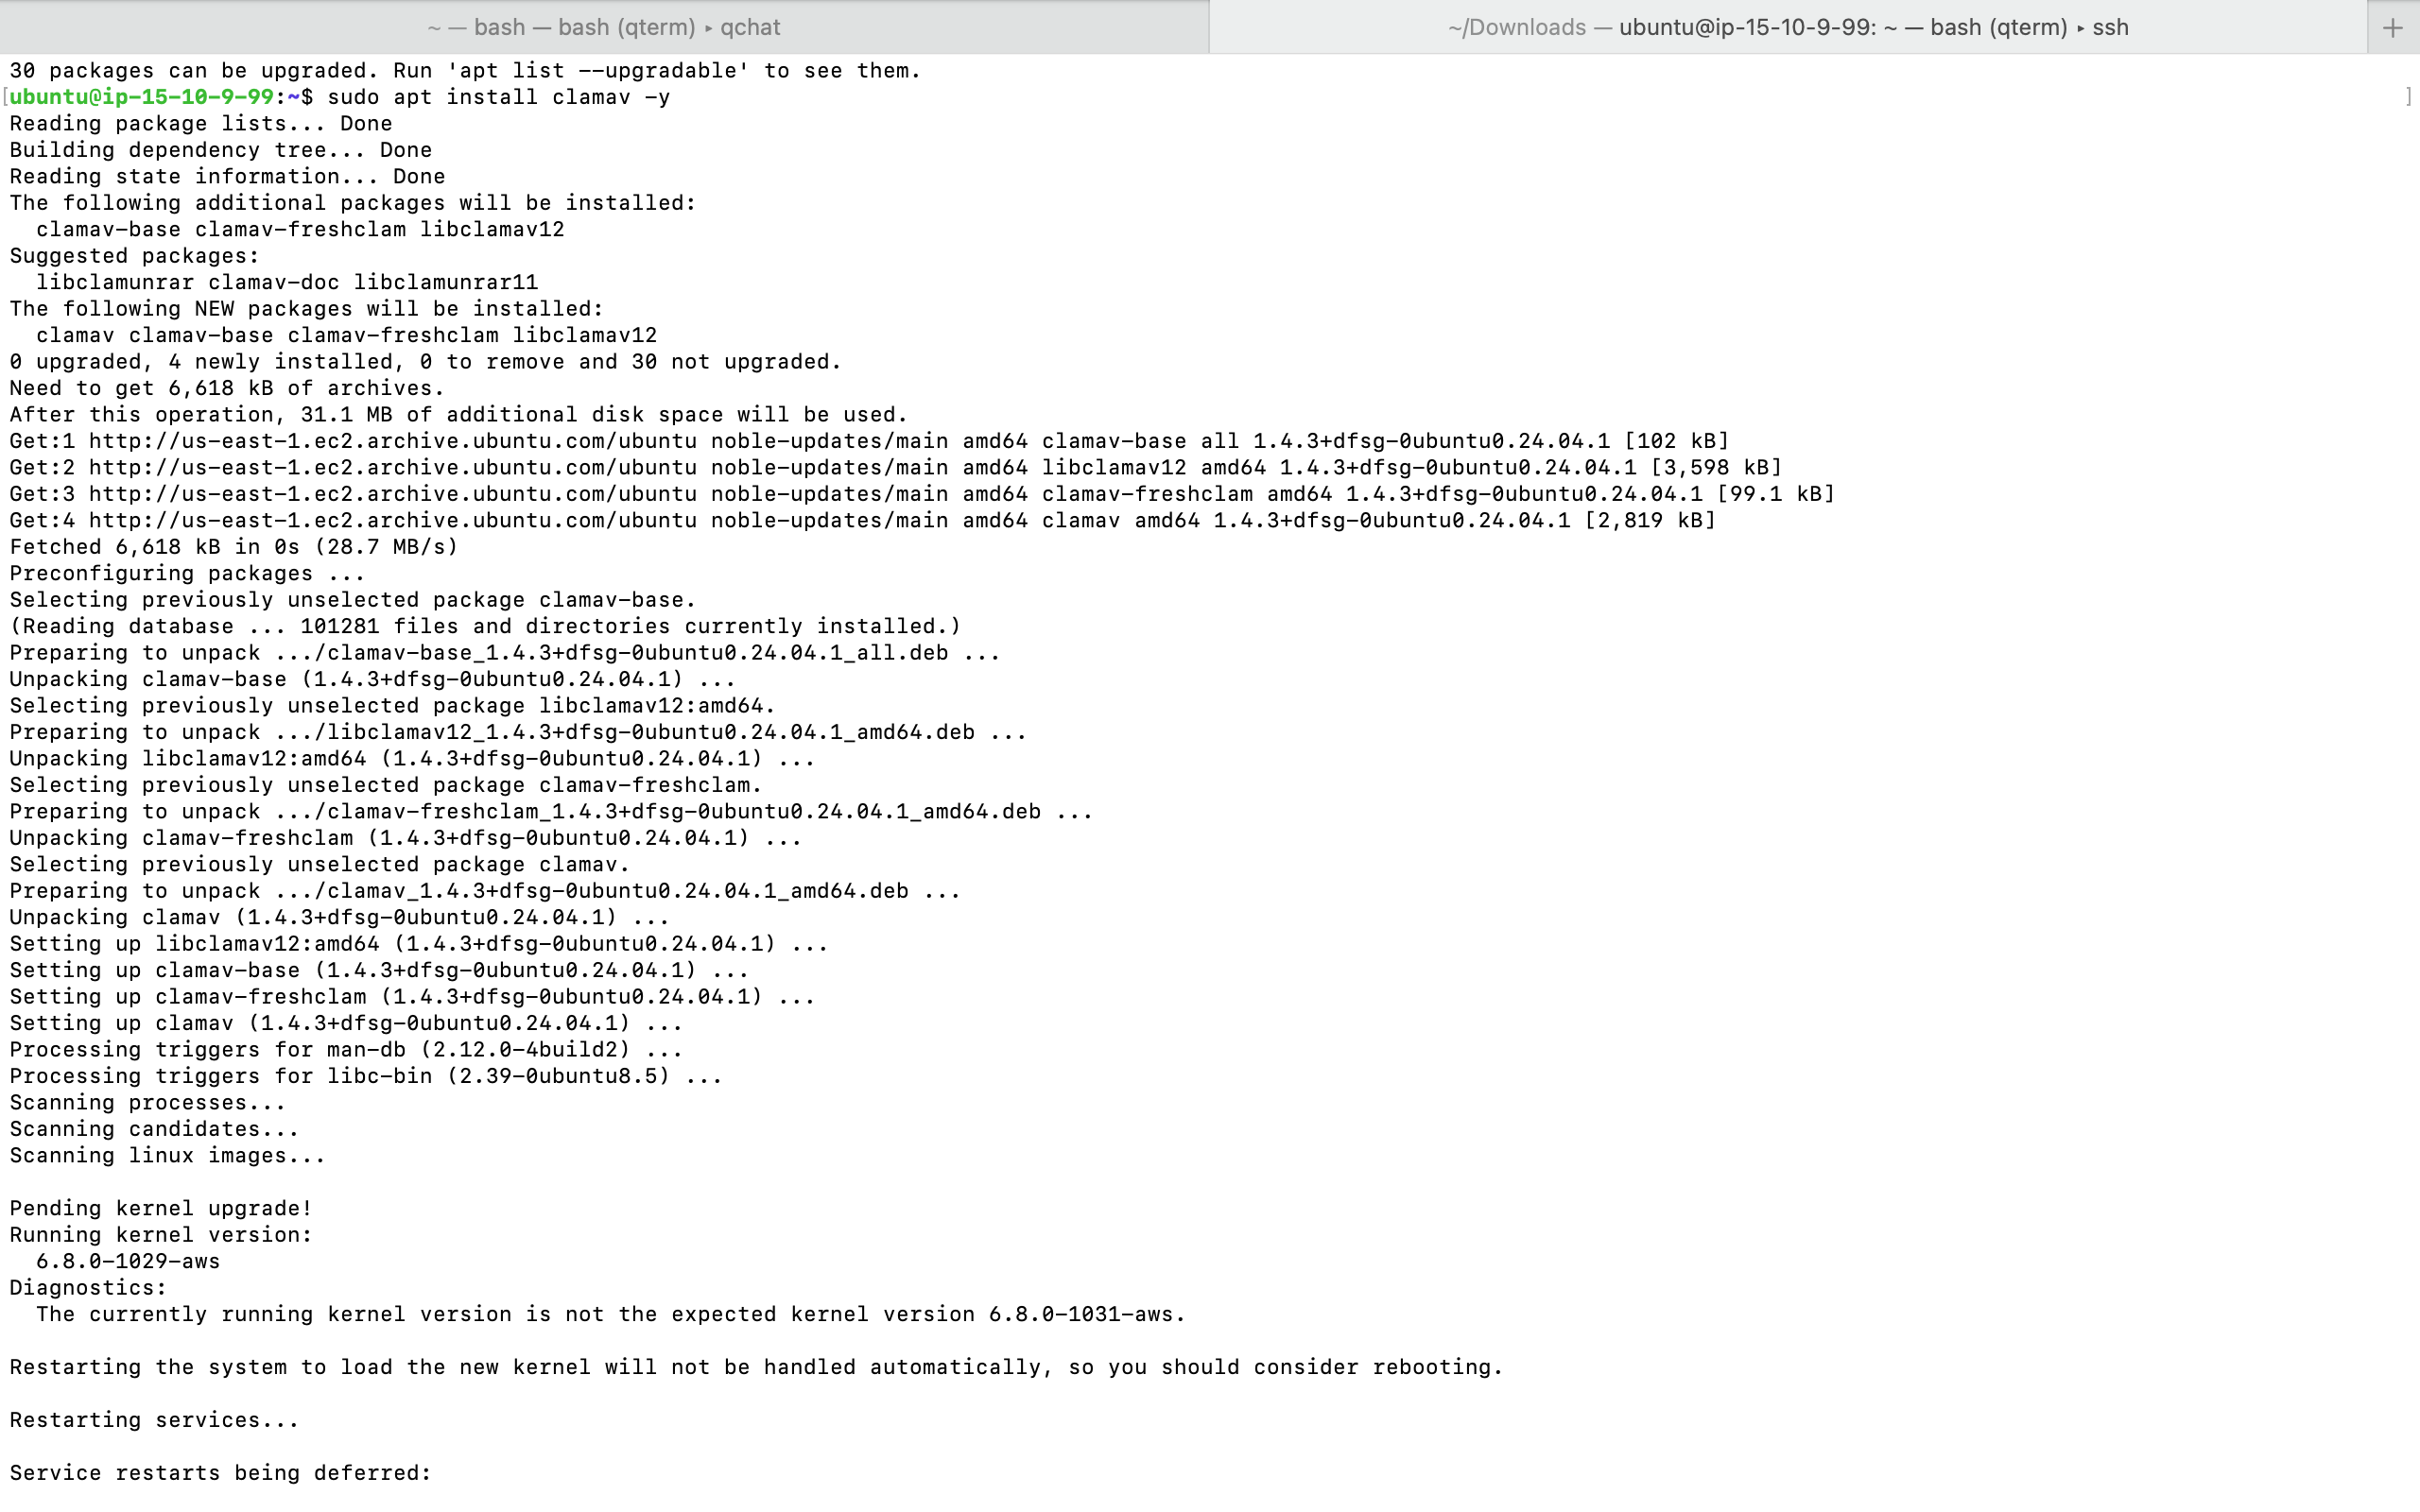 ~ — bash — bash (qterm) ▸ qchat
~/Downloads — ubuntu@ip-15-10-9-99: ~ — bash (qterm) ▸ ssh
30 packages can be upgraded. Run 'apt list --upgradable' to see them.
[ubuntu@ip-15-10-9-99:~$ sudo apt install clamav -y ]
Reading package lists... Done
Building dependency tree... Done
Reading state information... Done
The following additional packages will be installed:
  clamav-base clamav-freshclam libclamav12
Suggested packages:
  libclamunrar clamav-doc libclamunrar11
The following NEW packages will be installed:
  clamav clamav-base clamav-freshclam libclamav12
0 upgraded, 4 newly installed, 0 to remove and 30 not upgraded.
Need to get 6,618 kB of archives.
After this operation, 31.1 MB of additional disk space will be used.
Get:1 http://us-east-1.ec2.archive.ubuntu.com/ubuntu noble-updates/main amd64 clamav-base all 1.4.3+dfsg-0ubuntu0.24.04.1 [102 kB]
Get:2 http://us-east-1.ec2.archive.ubuntu.com/ubuntu noble-updates/main amd64 libclamav12 amd64 1.4.3+dfsg-0ubuntu0.24.04.1 [3,598 kB]
Get:3 http://us-east-1.ec2.archive.ubuntu.com/ubuntu noble-updates/main amd64 clamav-freshclam amd64 1.4.3+dfsg-0ubuntu0.24.04.1 [99.1 kB]
Get:4 http://us-east-1.ec2.archive.ubuntu.com/ubuntu noble-updates/main amd64 clamav amd64 1.4.3+dfsg-0ubuntu0.24.04.1 [2,819 kB]
Fetched 6,618 kB in 0s (28.7 MB/s)
Preconfiguring packages ...
Selecting previously unselected package clamav-base.
(Reading database ... 101281 files and directories currently installed.)
Preparing to unpack .../clamav-base_1.4.3+dfsg-0ubuntu0.24.04.1_all.deb ...
Unpacking clamav-base (1.4.3+dfsg-0ubuntu0.24.04.1) ...
Selecting previously unselected package libclamav12:amd64.
Preparing to unpack .../libclamav12_1.4.3+dfsg-0ubuntu0.24.04.1_amd64.deb ...
Unpacking libclamav12:amd64 (1.4.3+dfsg-0ubuntu0.24.04.1) ...
Selecting previously unselected package clamav-freshclam.
Preparing to unpack .../clamav-freshclam_1.4.3+dfsg-0ubuntu0.24.04.1_amd64.deb ...
Unpacking clamav-freshclam (1.4.3+dfsg-0ubuntu0.24.04.1) ...
Selecting previously unselected package clamav.
Preparing to unpack .../clamav_1.4.3+dfsg-0ubuntu0.24.04.1_amd64.deb ...
Unpacking clamav (1.4.3+dfsg-0ubuntu0.24.04.1) ...
Setting up libclamav12:amd64 (1.4.3+dfsg-0ubuntu0.24.04.1) ...
Setting up clamav-base (1.4.3+dfsg-0ubuntu0.24.04.1) ...
Setting up clamav-freshclam (1.4.3+dfsg-0ubuntu0.24.04.1) ...
Setting up clamav (1.4.3+dfsg-0ubuntu0.24.04.1) ...
Processing triggers for man-db (2.12.0-4build2) ...
Processing triggers for libc-bin (2.39-0ubuntu8.5) ...
Scanning processes...
Scanning candidates...
Scanning linux images...

Pending kernel upgrade!
Running kernel version:
  6.8.0-1029-aws
Diagnostics:
  The currently running kernel version is not the expected kernel version 6.8.0-1031-aws.

Restarting the system to load the new kernel will not be handled automatically, so you should consider rebooting.

Restarting services...

Service restarts being deferred: